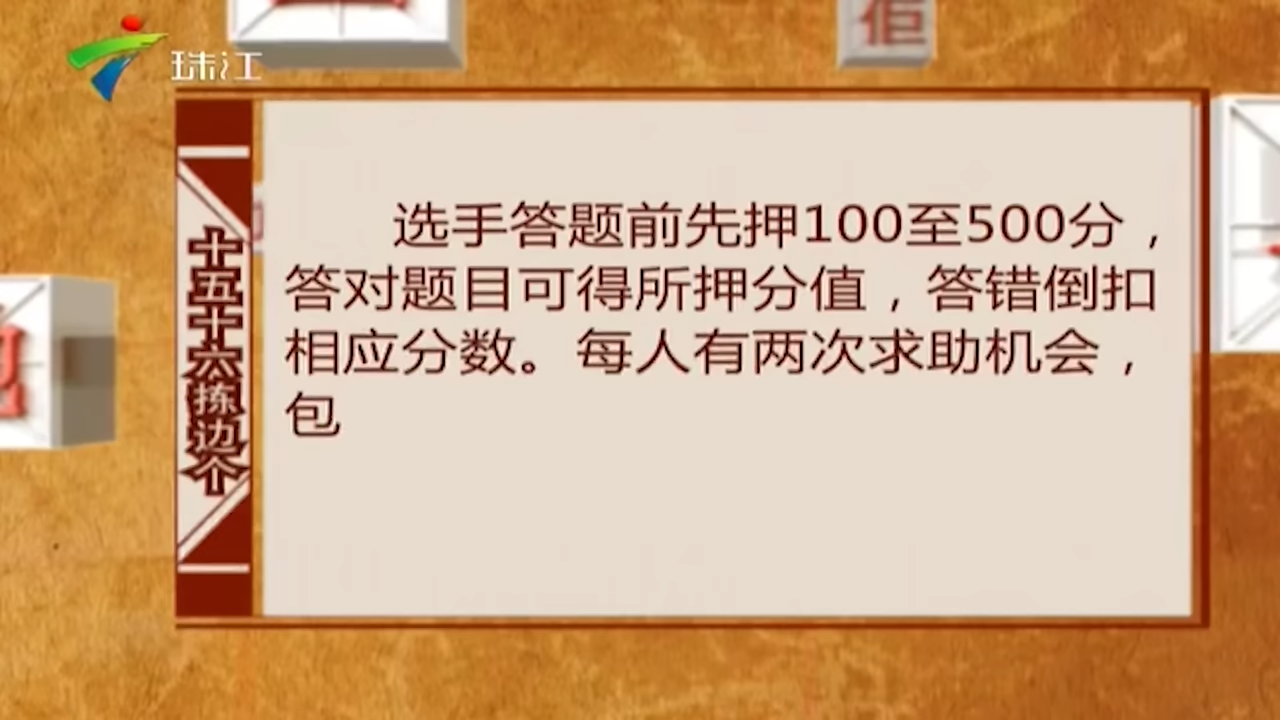 珠江
佢
十五十六拣边个
选手答题前先押100至500分，
答对题目可得所押分值，答错倒扣
相应分数。每人有两次求助机会，
包